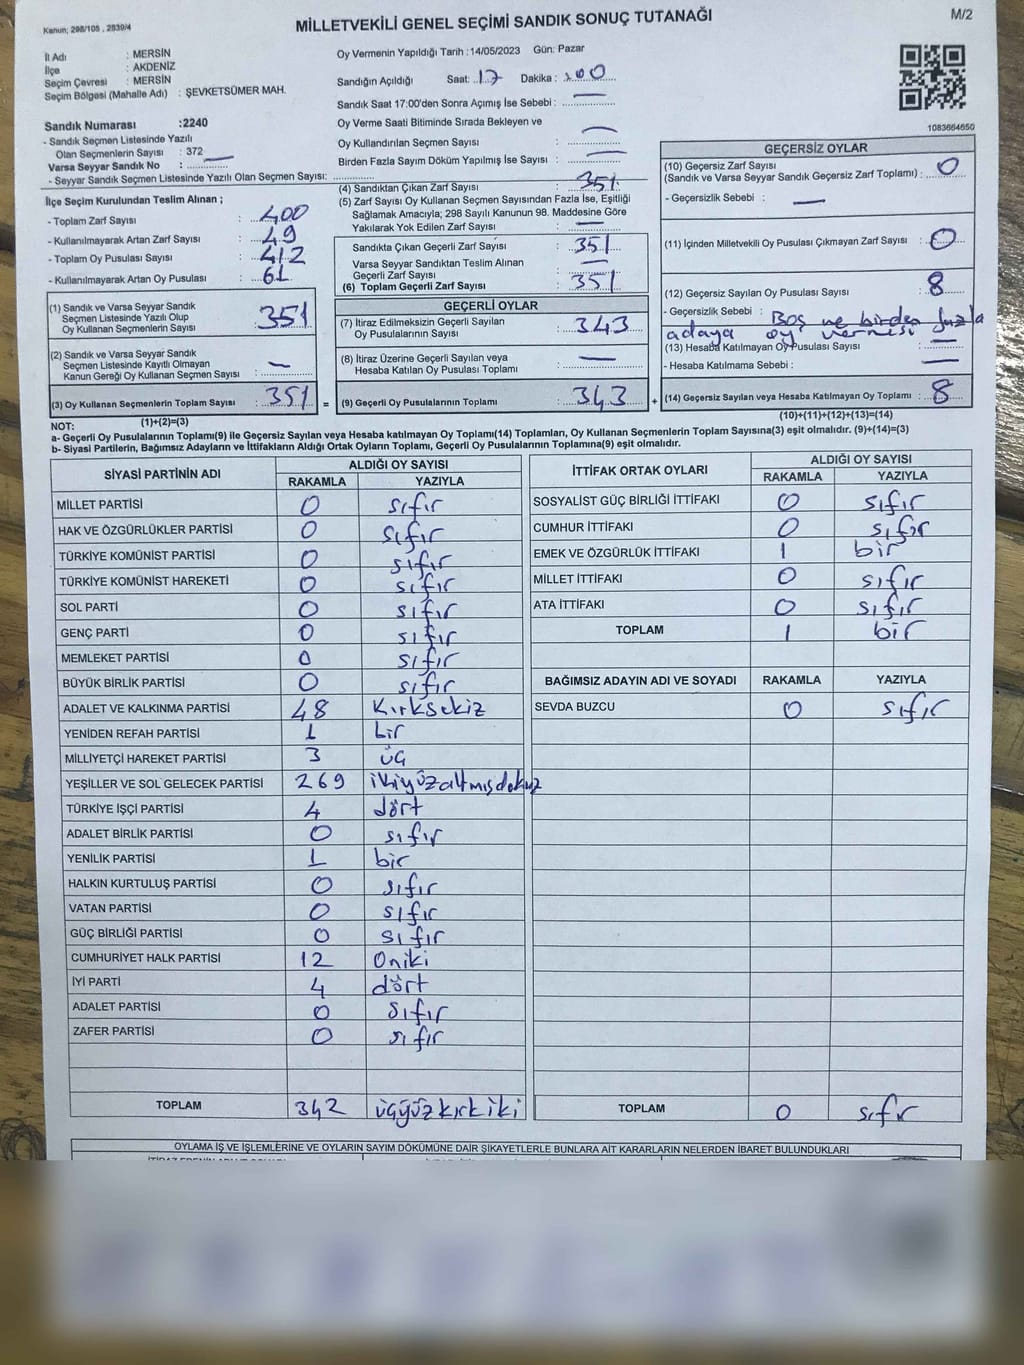 Kanun; 298/105 , 2839/4
MİLLETVEKİLİ GENEL SEÇİMİ SANDIK SONUÇ TUTANAĞI
M/2
İl Adı : MERSİN
İlçe : AKDENİZ
Seçim Çevresi : MERSİN
Seçim Bölgesi (Mahalle Adı) : ŞEVKETSÜMER MAH.
Oy Vermenin Yapıldığı Tarih :14/05/2023 Gün: Pazar
Sandığın Açıldığı Saat: 17 Dakika : 00
Sandık Saat 17:00'den Sonra Açımış İse Sebebi :
Oy Verme Saati Bitiminde Sırada Bekleyen ve
Oy Kullandırılan Seçmen Sayısı : —
Birden Fazla Sayım Döküm Yapılmış İse Sayısı : —
1083664650
Sandık Numarası :2240
- Sandık Seçmen Listesinde Yazılı
Olan Seçmenlerin Sayısı : 372
Varsa Seyyar Sandık No : —
- Seyyar Sandık Seçmen Listesinde Yazılı Olan Seçmen Sayısı:
İlçe Seçim Kurulundan Teslim Alınan ;
- Toplam Zarf Sayısı : 400
- Kullanılmayarak Artan Zarf Sayısı : 49
- Toplam Oy Pusulası Sayısı : 412
- Kullanılmayarak Artan Oy Pusulası : 61
(1) Sandık ve Varsa Seyyar Sandık
Seçmen Listesinde Yazılı Olup
Oy Kullanan Seçmenlerin Sayısı : 351
(2) Sandık ve Varsa Seyyar Sandık
Seçmen Listesinde Kayıtlı Olmayan
Kanun Gereği Oy Kullanan Seçmen Sayısı : —
(3) Oy Kullanan Seçmenlerin Toplam Sayısı : 351 =
(1)+(2)=(3)
(4) Sandıktan Çıkan Zarf Sayısı : 351
(5) Zarf Sayısı Oy Kullanan Seçmen Sayısından Fazla İse, Eşitliği
Sağlamak Amacıyla; 298 Sayılı Kanunun 98. Maddesine Göre
Yakılarak Yok Edilen Zarf Sayısı : —
Sandıkta Çıkan Geçerli Zarf Sayısı : 351
Varsa Seyyar Sandıktan Teslim Alınan
Geçerli Zarf Sayısı : —
(6) Toplam Geçerli Zarf Sayısı : 351
GEÇERLİ OYLAR
(7) İtiraz Edilmeksizin Geçerli Sayılan
Oy Pusulalarının Sayısı : 343
(8) İtiraz Üzerine Geçerli Sayılan veya
Hesaba Katılan Oy Pusulası Toplamı : —
(9) Geçerli Oy Pusulalarının Toplamı : 343 +
GEÇERSİZ OYLAR
(10) Geçersiz Zarf Sayısı
(Sandık ve Varsa Seyyar Sandık Geçersiz Zarf Toplamı) : 0
- Geçersizlik Sebebi : —
(11) İçinden Milletvekili Oy Pusulası Çıkmayan Zarf Sayısı : 0
(12) Geçersiz Sayılan Oy Pusulası Sayısı : 8
- Geçersizlik Sebebi : Boş ve birden fazla
adaya oy vermesi
(13) Hesaba Katılmayan Oy Pusulası Sayısı : —
- Hesaba Katılmama Sebebi : —
(14) Geçersiz Sayılan veya Hesaba Katılmayan Oy Toplamı : 8
(10)+(11)+(12)+(13)=(14)
NOT:
a- Geçerli Oy Pusulalarının Toplamı(9) ile Geçersiz Sayılan veya Hesaba katılmayan Oy Toplamı(14) Toplamları, Oy Kullanan Seçmenlerin Toplam Sayısına(3) eşit olmalıdır. (9)+(14)=(3)
b- Siyasi Partilerin, Bağımsız Adayların ve İttifakların Aldığı Ortak Oyların Toplamı, Geçerli Oy Pusulalarının Toplamına(9) eşit olmalıdır.
SİYASİ PARTİNİN ADI ALDIĞI OY SAYISI
RAKAMLA YAZIYLA
MİLLET PARTİSİ 0 sıfır
HAK VE ÖZGÜRLÜKLER PARTİSİ 0 sıfır
TÜRKİYE KOMÜNİST PARTİSİ 0 sıfır
TÜRKİYE KOMÜNİST HAREKETİ 0 sıfır
SOL PARTİ 0 sıfır
GENÇ PARTİ 0 sıfır
MEMLEKET PARTİSİ 0 sıfır
BÜYÜK BİRLİK PARTİSİ 0 sıfır
ADALET VE KALKINMA PARTİSİ 48 Kırksekiz
YENİDEN REFAH PARTİSİ 1 bir
MİLLİYETÇİ HAREKET PARTİSİ 3 üç
YEŞİLLER VE SOL GELECEK PARTİSİ 269 ikiyüzaltmışdokuz
TÜRKİYE İŞÇİ PARTİSİ 4 dört
ADALET BİRLİK PARTİSİ 0 sıfır
YENİLİK PARTİSİ 1 bir
HALKIN KURTULUŞ PARTİSİ 0 sıfır
VATAN PARTİSİ 0 sıfır
GÜÇ BİRLİĞİ PARTİSİ 0 sıfır
CUMHURİYET HALK PARTİSİ 12 Oniki
İYİ PARTİ 4 dört
ADALET PARTİSİ 0 sıfır
ZAFER PARTİSİ 0 sıfır
TOPLAM 342 üçyüzkırkiki
İTTİFAK ORTAK OYLARI ALDIĞI OY SAYISI
RAKAMLA YAZIYLA
SOSYALİST GÜÇ BİRLİĞİ İTTİFAKI 0 sıfır
CUMHUR İTTİFAKI 0 sıfır
EMEK VE ÖZGÜRLÜK İTTİFAKI 1 bir
MİLLET İTTİFAKI 0 sıfır
ATA İTTİFAKI 0 sıfır
TOPLAM 1 bir
BAĞIMSIZ ADAYIN ADI VE SOYADI RAKAMLA YAZIYLA
SEVDA BUZCU 0 sıfır
TOPLAM 0 sıfır
OYLAMA İŞ VE İŞLEMLERİNE VE OYLARIN SAYIM DÖKÜMÜNE DAİR ŞİKAYETLERLE BUNLARA AİT KARARLARIN NELERDEN İBARET BULUNDUKLARI